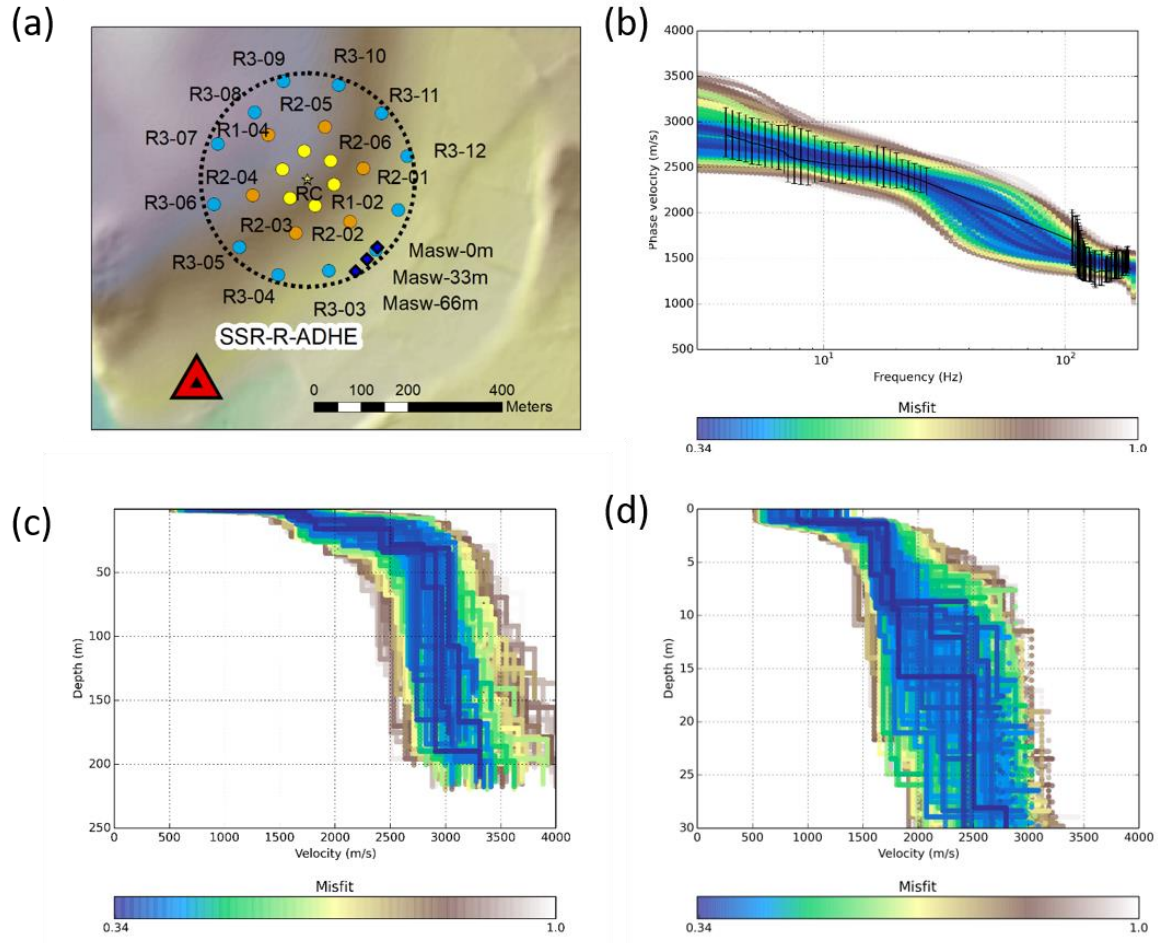 (a)
R3-09
R3-10
R3-08
R2-05
R3-11
R3-07
R1-04
R2-06
R3-12
R2-04
R2-01
R3-06
RC
R1-02
R2-03
R2-02
R3-05
Masw-0m
R3-04
Masw-33m
R3-03
Masw-66m
SSR-R-ADHE
0 100 200 400
Meters
(b)
4000
3500
3000
2500
2000
1500
1000
500
Phase velocity (m/s)
10¹ 10²
Frequency (Hz)
Misfit
0.34 1.0
(c)
50
100
150
200
250
Depth (m)
0 500 1000 1500 2000 2500 3000 3500 4000
Velocity (m/s)
Misfit
0.34 1.0
(d)
0
5
10
15
20
25
30
Depth (m)
0 500 1000 1500 2000 2500 3000 3500 4000
Velocity (m/s)
Misfit
0.34 1.0